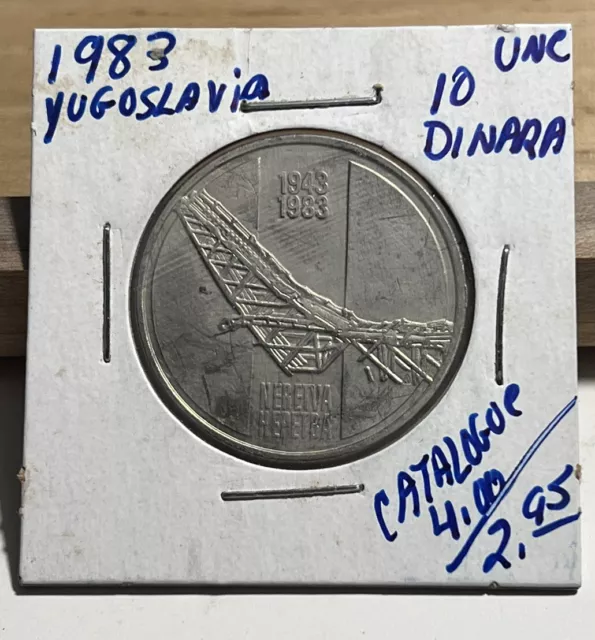 1983
YUGOSLAVIA
UNC
10
DINARA
1943
1983
NERETVA
НЕРЕТВА
CATALOGUE
4.00
2.95